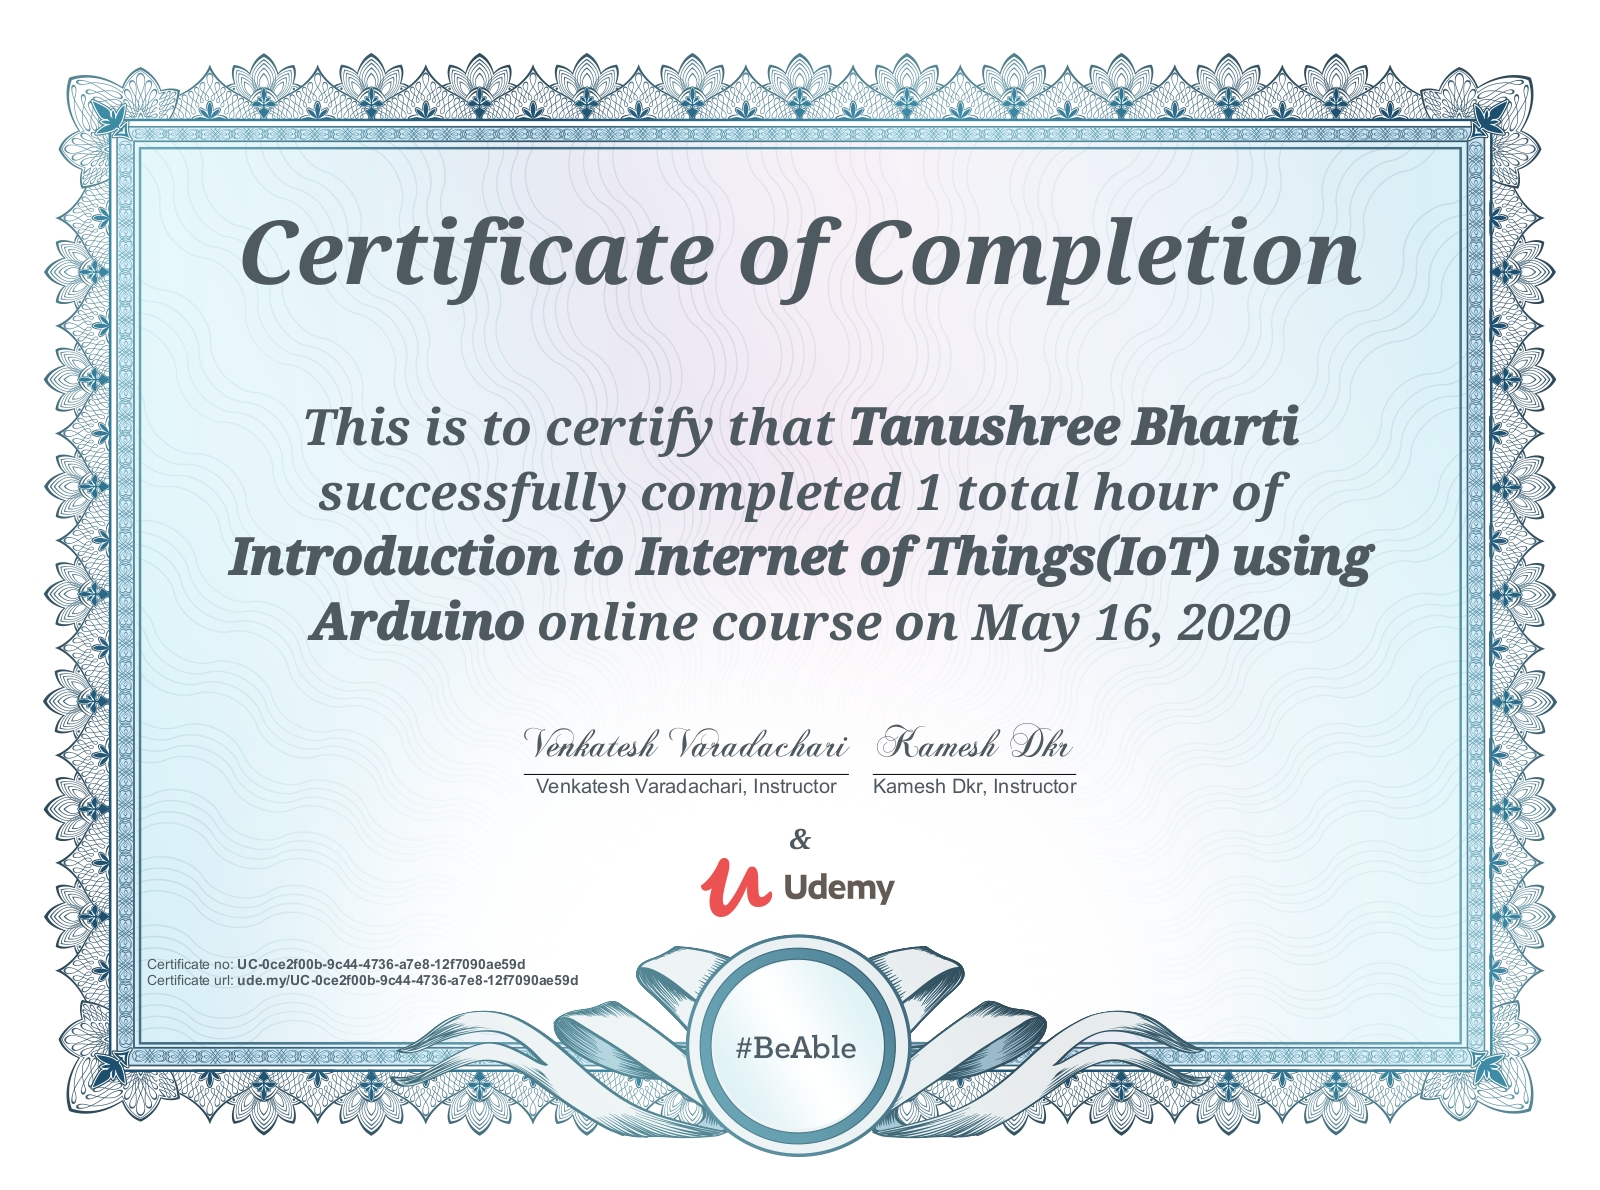 Certificate of Completion
This is to certify that Tanushree Bharti
successfully completed 1 total hour of
Introduction to Internet of Things(IoT) using
Arduino online course on May 16, 2020
Venkatesh Varadachari Kamesh Dkr
Venkatesh Varadachari, Instructor Kamesh Dkr, Instructor
&
Udemy
Certificate no: UC-0ce2f00b-9c44-4736-a7e8-12f7090ae59d
Certificate url: ude.my/UC-0ce2f00b-9c44-4736-a7e8-12f7090ae59d
#BeAble